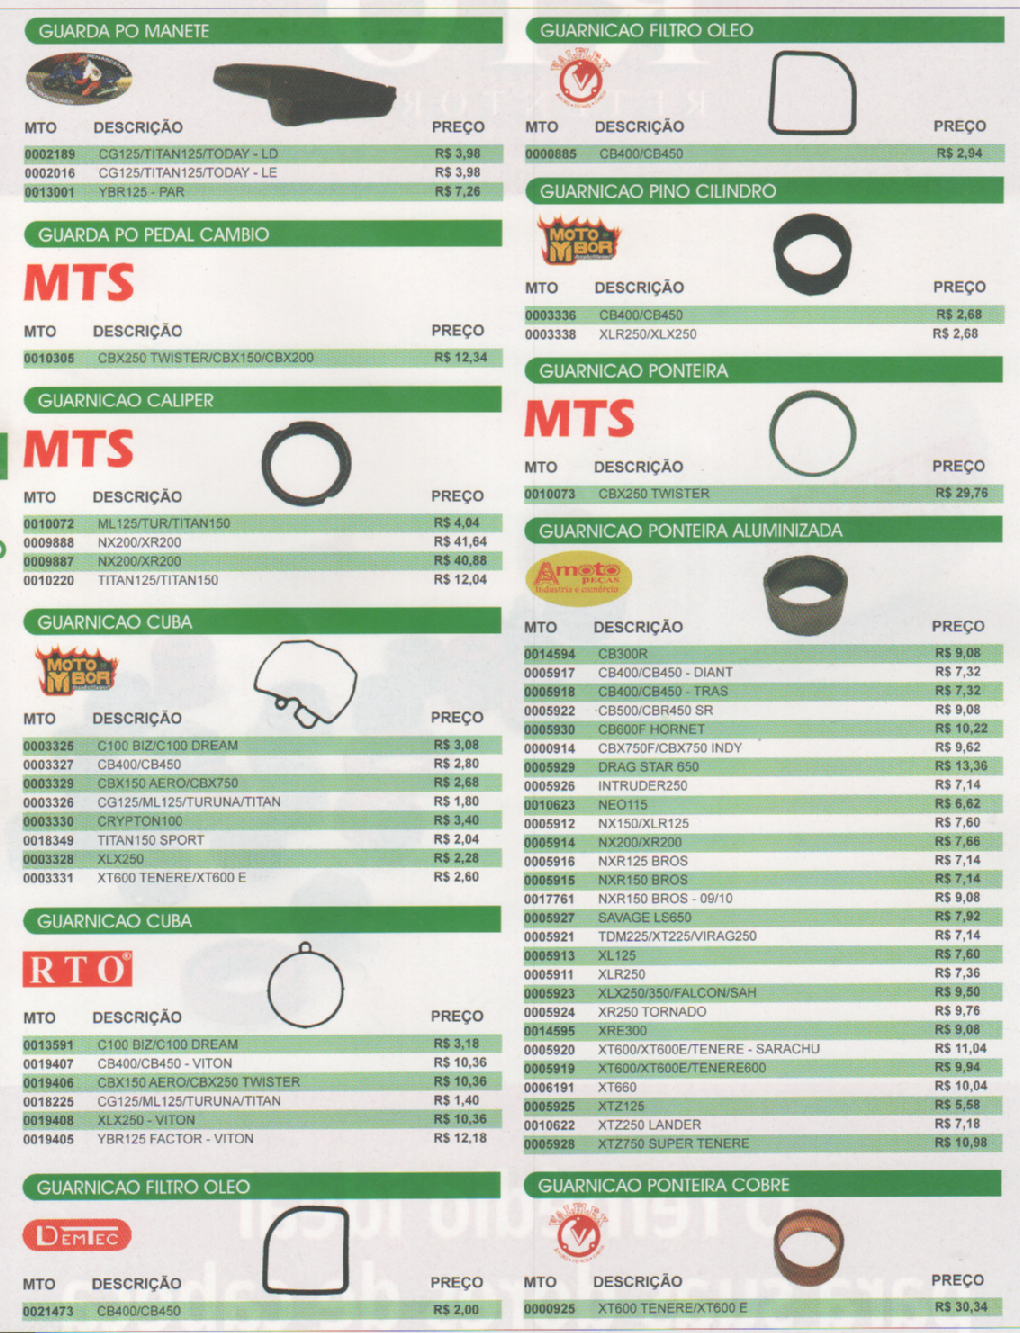 GUARDA PO MANETE
MTO DESCRIÇÃO PREÇO
0002189 CG125/TITAN125/TODAY - LD R$ 3,98
0002016 CG125/TITAN125/TODAY - LE R$ 3,98
0013001 YBR125 - PAR R$ 7,26
GUARDA PO PEDAL CAMBIO
MTS
MTO DESCRIÇÃO PREÇO
0010305 CBX250 TWISTER/CBX150/CBX200 R$ 12,34
GUARNICAO CALIPER
MTS
MTO DESCRIÇÃO PREÇO
0010072 ML125/TUR/TITAN150 R$ 4,04
0009888 NX200/XR200 R$ 41,64
0009887 NX200/XR200 R$ 40,88
0010220 TITAN125/TITAN150 R$ 12,04
GUARNICAO CUBA
MOTO
BOR
MTO DESCRIÇÃO PREÇO
0003325 C100 BIZ/C100 DREAM R$ 3,08
0003327 CB400/CB450 R$ 2,80
0003329 CBX150 AERO/CBX750 R$ 2,68
0003326 CG125/ML125/TURUNA/TITAN R$ 1,80
0003330 CRYPTON100 R$ 3,40
0018349 TITAN150 SPORT R$ 2,04
0003328 XLX250 R$ 2,28
0003331 XT600 TENERE/XT600 E R$ 2,60
GUARNICAO CUBA
RTO®
MTO DESCRIÇÃO PREÇO
0013591 C100 BIZ/C100 DREAM R$ 3,18
0019407 CB400/CB450 - VITON R$ 10,36
0019406 CBX150 AERO/CBX250 TWISTER R$ 10,36
0018225 CG125/ML125/TURUNA/TITAN R$ 1,40
0019408 XLX250 - VITON R$ 10,36
0019405 YBR125 FACTOR - VITON R$ 12,18
GUARNICAO FILTRO OLEO
DEMTEC
MTO DESCRIÇÃO PREÇO
0021473 CB400/CB450 R$ 2,00
GUARNICAO FILTRO OLEO
VALFLEX
MTO DESCRIÇÃO PREÇO
0000885 CB400/CB450 R$ 2,94
GUARNICAO PINO CILINDRO
MOTO
BOR
MTO DESCRIÇÃO PREÇO
0003336 CB400/CB450 R$ 2,68
0003338 XLR250/XLX250 R$ 2,68
GUARNICAO PONTEIRA
MTS
MTO DESCRIÇÃO PREÇO
0010073 CBX250 TWISTER R$ 29,76
GUARNICAO PONTEIRA ALUMINIZADA
Amoto
PEÇAS
Indústria e comércio
MTO DESCRIÇÃO PREÇO
0014594 CB300R R$ 9,08
0005917 CB400/CB450 - DIANT R$ 7,32
0005918 CB400/CB450 - TRAS R$ 7,32
0005922 CB500/CBR450 SR R$ 9,08
0005930 CB600F HORNET R$ 10,22
0000914 CBX750F/CBX750 INDY R$ 9,62
0005929 DRAG STAR 650 R$ 13,36
0005926 INTRUDER250 R$ 7,14
0010623 NEO115 R$ 6,62
0005912 NX150/XLR125 R$ 7,60
0005914 NX200/XR200 R$ 7,66
0005916 NXR125 BROS R$ 7,14
0005915 NXR150 BROS R$ 7,14
0017761 NXR150 BROS - 09/10 R$ 9,08
0005927 SAVAGE LS650 R$ 7,92
0005921 TDM225/XT225/VIRAG250 R$ 7,14
0005913 XL125 R$ 7,60
0005911 XLR250 R$ 7,36
0005923 XLX250/350/FALCON/SAH R$ 9,50
0005924 XR250 TORNADO R$ 9,76
0014595 XRE300 R$ 9,08
0005920 XT600/XT600E/TENERE - SARACHU R$ 11,04
0005919 XT600/XT600E/TENERE600 R$ 9,94
0006191 XT660 R$ 10,04
0005925 XTZ125 R$ 5,58
0010622 XTZ250 LANDER R$ 7,18
0005928 XTZ750 SUPER TENERE R$ 10,98
GUARNICAO PONTEIRA COBRE
VALFLEX
MTO DESCRIÇÃO PREÇO
0000925 XT600 TENERE/XT600 E R$ 30,34